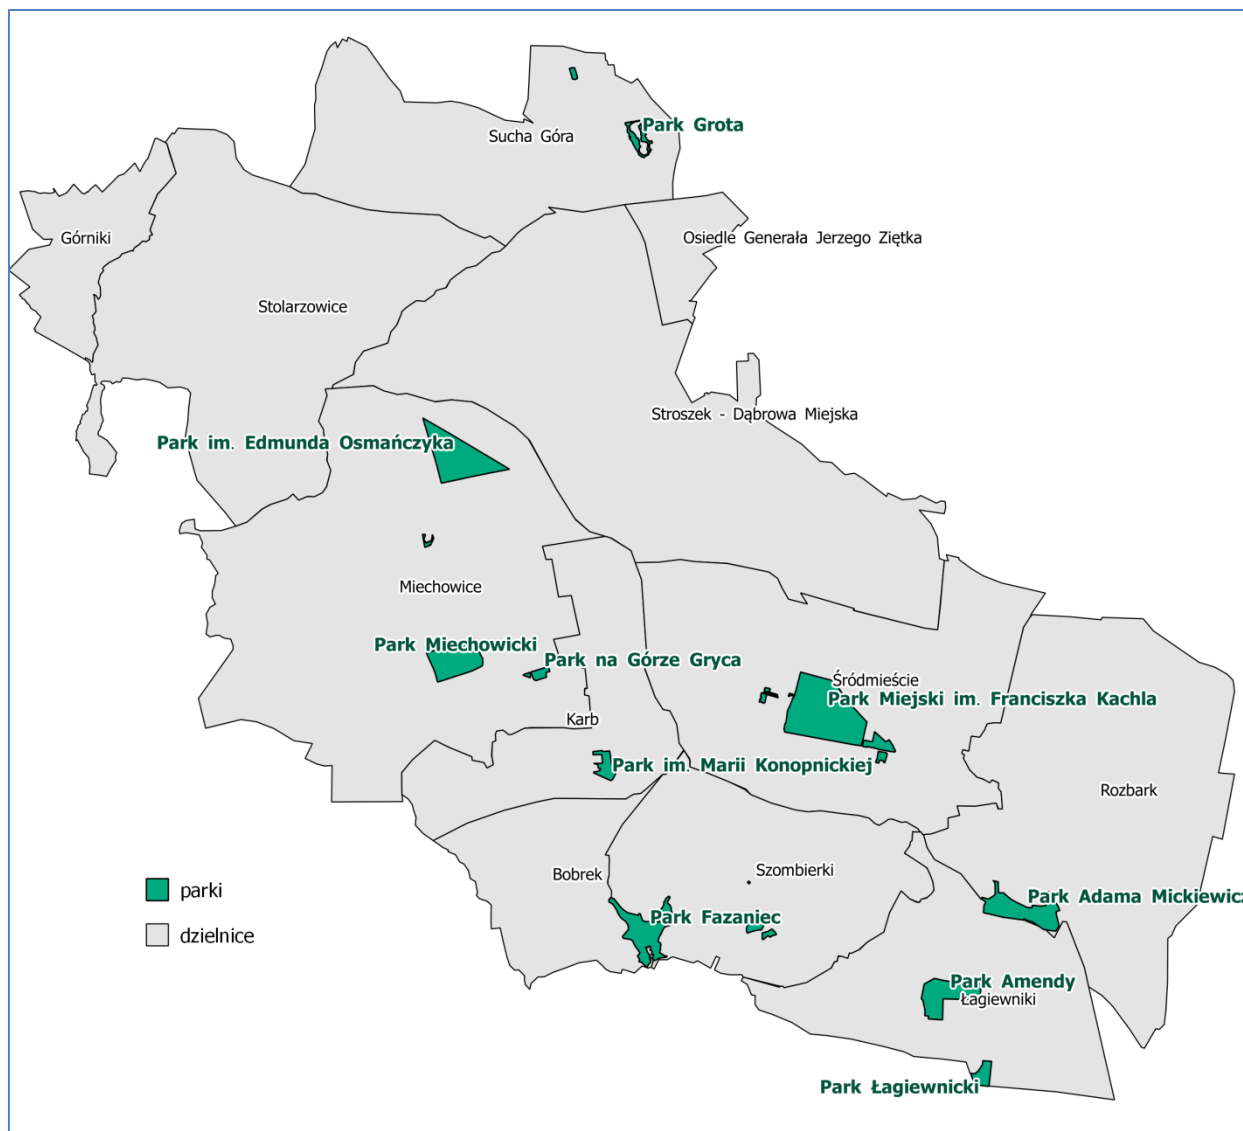 Park Grota
Sucha Góra
Górniki
Osiedle Generała Jerzego Ziętka
Stolarzowice
Stroszek - Dąbrowa Miejska
Park im. Edmunda Osmańczyka
Miechowice
Park Miechowicki
Park na Górze Gryca
Śródmieście
Park Miejski im. Franciszka Kachla
Karb
Park im. Marii Konopnickiej
Rozbark
Bobrek
Szombierki
parki
Park Adama Mickiewicz
Park Fazaniec
dzielnice
Park Amendy
Łagiewniki
Park Łagiewnicki